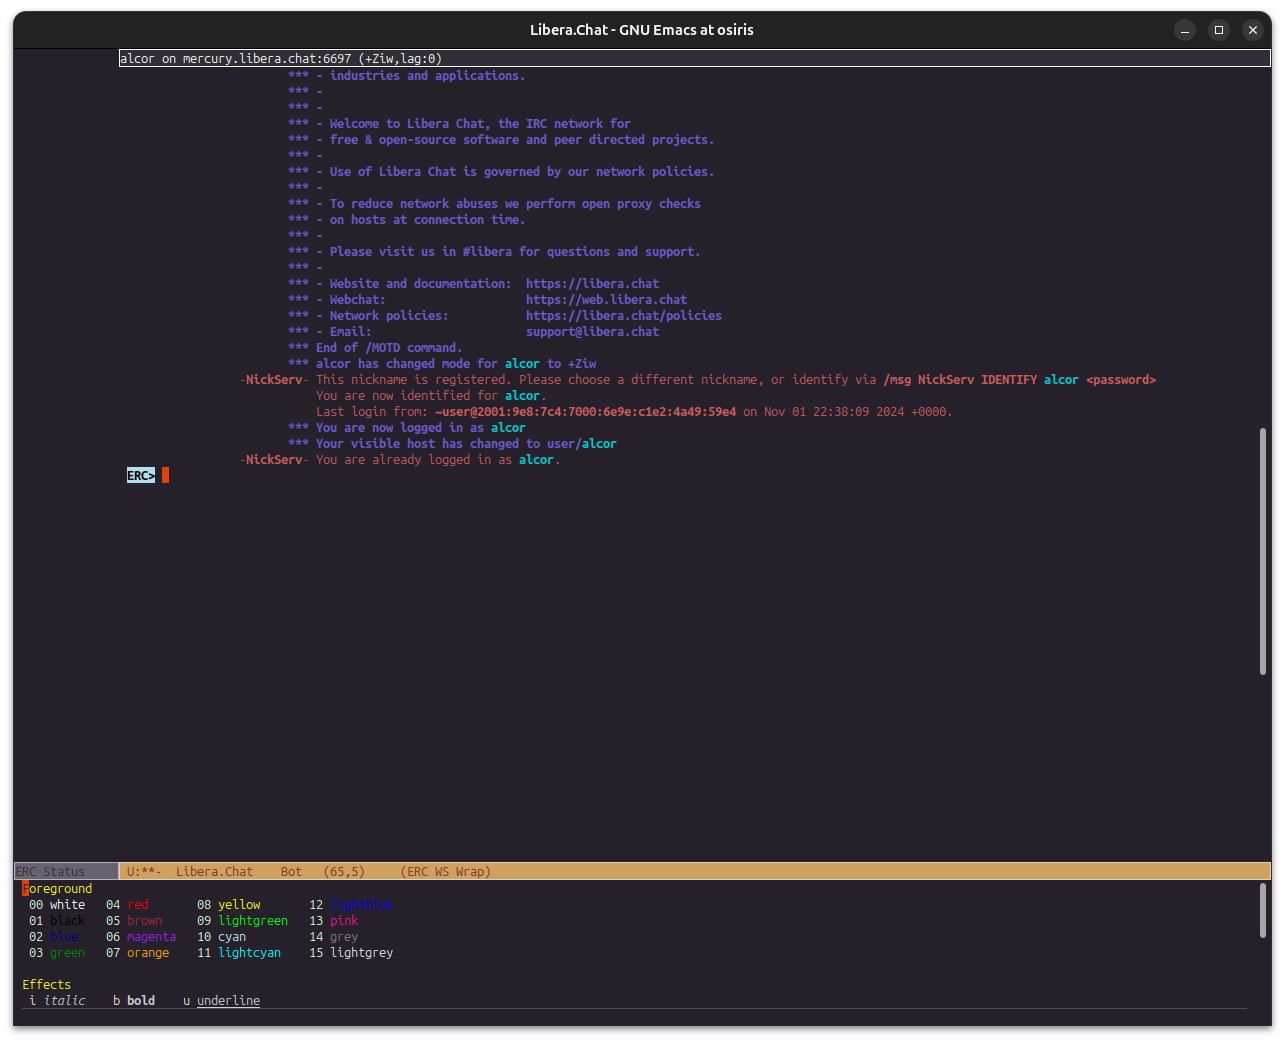 Libera.Chat - GNU Emacs at osiris
alcor on mercury.libera.chat:6697 (+Ziw,lag:0)
*** - industries and applications.
*** -
*** -
*** - Welcome to Libera Chat, the IRC network for
*** - free & open-source software and peer directed projects.
*** -
*** - Use of Libera Chat is governed by our network policies.
*** -
*** - To reduce network abuses we perform open proxy checks
*** - on hosts at connection time.
*** -
*** - Please visit us in #libera for questions and support.
*** -
*** - Website and documentation:  https://libera.chat
*** - Webchat:                    https://web.libera.chat
*** - Network policies:           https://libera.chat/policies
*** - Email:                      support@libera.chat
*** End of /MOTD command.
*** alcor has changed mode for alcor to +Ziw
-NickServ- This nickname is registered. Please choose a different nickname, or identify via /msg NickServ IDENTIFY alcor <password>
You are now identified for alcor.
Last login from: ~user@2001:9e8:7c4:7000:6e9e:c1e2:4a49:59e4 on Nov 01 22:38:09 2024 +0000.
*** You are now logged in as alcor
*** Your visible host has changed to user/alcor
-NickServ- You are already logged in as alcor.
ERC>
ERC Status U:**-  Libera.Chat    Bot   (65,5)     (ERC WS Wrap)
Foreground
00 white   04 red       08 yellow       12 lightblue
01 black   05 brown     09 lightgreen   13 pink
02 blue    06 magenta   10 cyan         14 grey
03 green   07 orange    11 lightcyan    15 lightgrey
Effects
i italic    b bold    u underline